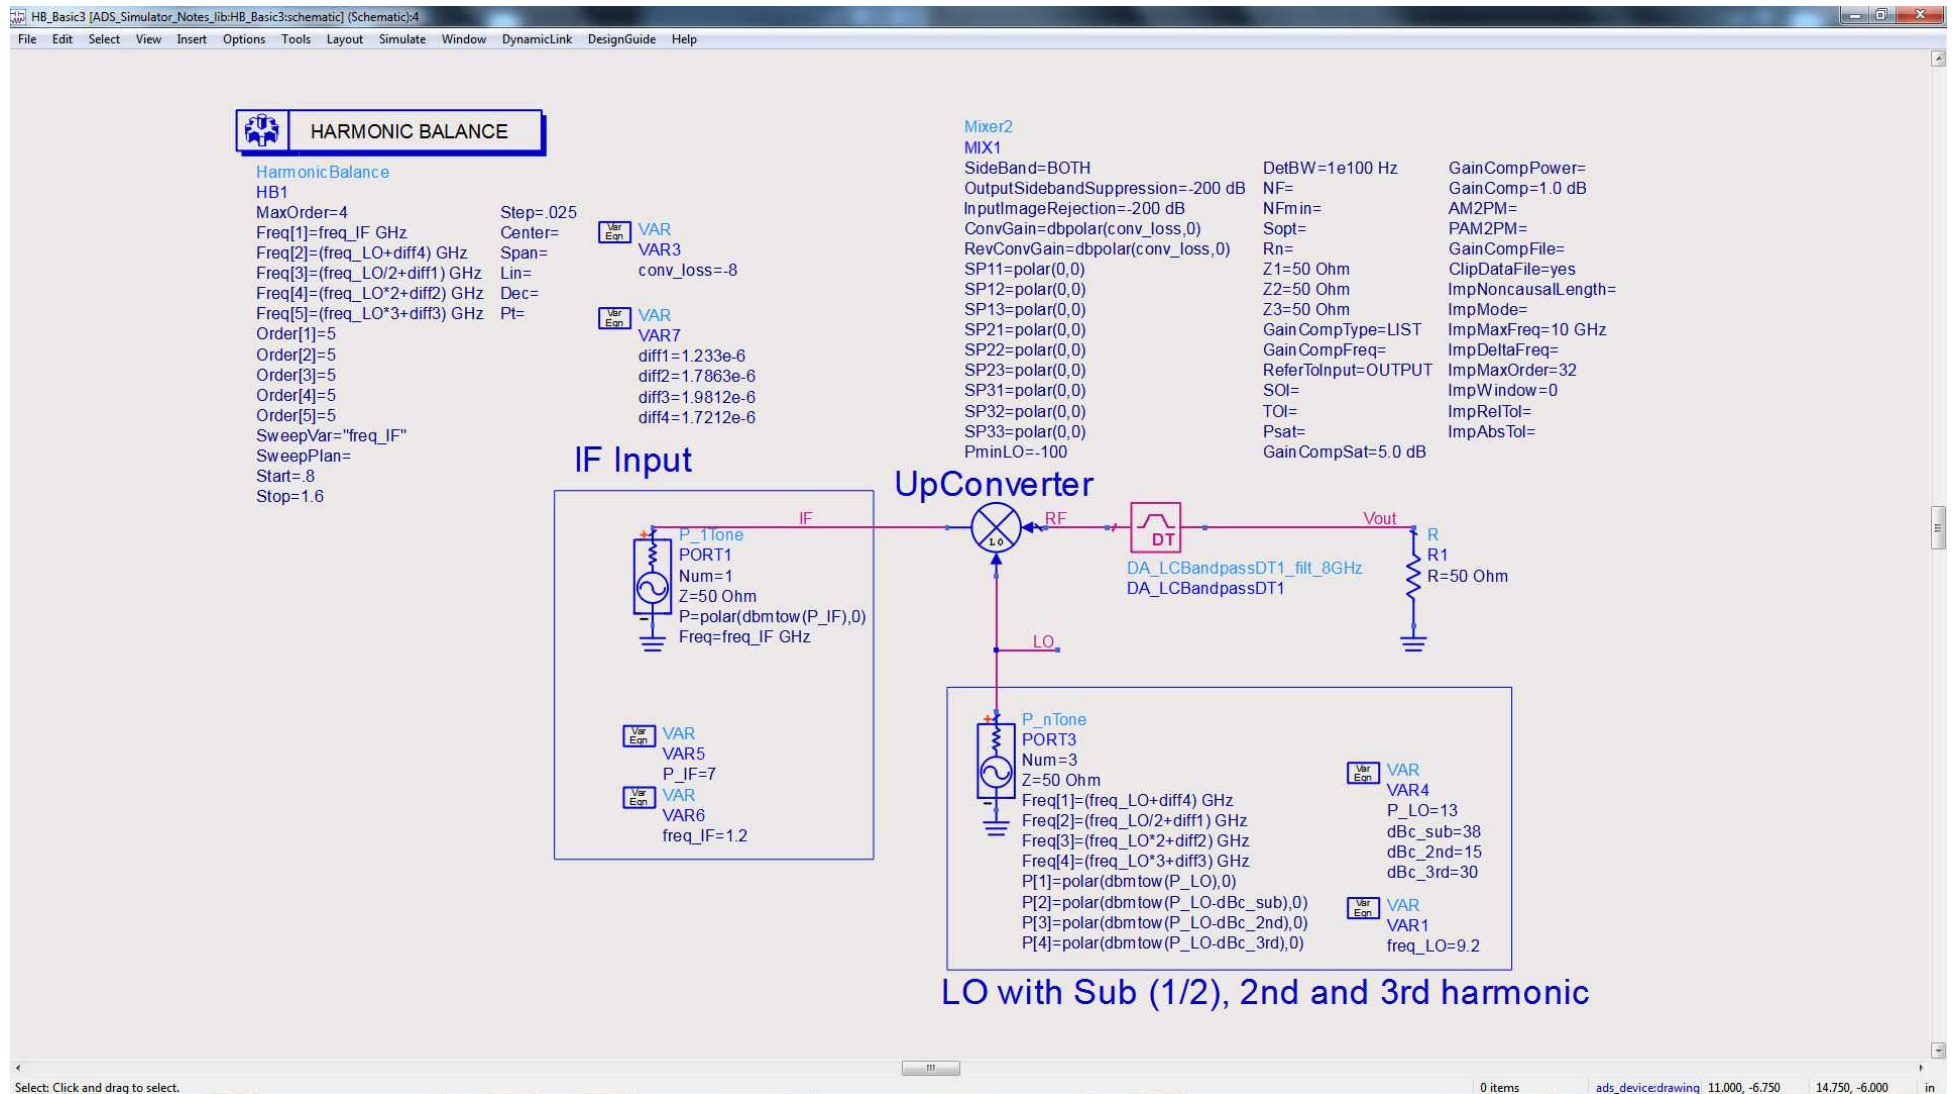 HB_Basic3 [ADS_Simulator_Notes_lib:HB_Basic3:schematic] (Schematic):4
File Edit Select View Insert Options Tools Layout Simulate Window DynamicLink DesignGuide Help
HARMONIC BALANCE
HarmonicBalance
HB1
MaxOrder=4
Freq[1]=freq_IF GHz
Freq[2]=(freq_LO+diff4) GHz
Freq[3]=(freq_LO/2+diff1) GHz
Freq[4]=(freq_LO*2+diff2) GHz
Freq[5]=(freq_LO*3+diff3) GHz
Order[1]=5
Order[2]=5
Order[3]=5
Order[4]=5
Order[5]=5
SweepVar="freq_IF"
SweepPlan=
Start=.8
Stop=1.6
Step=.025
Center=
Span=
Lin=
Dec=
Pt=
Var
Eqn
VAR
VAR3
conv_loss=-8
Var
Eqn
VAR
VAR7
diff1=1.233e-6
diff2=1.7863e-6
diff3=1.9812e-6
diff4=1.7212e-6
Mixer2
MIX1
SideBand=BOTH
OutputSidebandSuppression=-200 dB
InputImageRejection=-200 dB
ConvGain=dbpolar(conv_loss,0)
RevConvGain=dbpolar(conv_loss,0)
SP11=polar(0,0)
SP12=polar(0,0)
SP13=polar(0,0)
SP21=polar(0,0)
SP22=polar(0,0)
SP23=polar(0,0)
SP31=polar(0,0)
SP32=polar(0,0)
SP33=polar(0,0)
PminLO=-100
DetBW=1e100 Hz
NF=
NFmin=
Sopt=
Rn=
Z1=50 Ohm
Z2=50 Ohm
Z3=50 Ohm
GainCompType=LIST
GainCompFreq=
ReferToInput=OUTPUT
SOI=
TOI=
Psat=
GainCompSat=5.0 dB
GainCompPower=
GainComp=1.0 dB
AM2PM=
PAM2PM=
GainCompFile=
ClipDataFile=yes
ImpNoncausalLength=
ImpMode=
ImpMaxFreq=10 GHz
ImpDeltaFreq=
ImpMaxOrder=32
ImpWindow=0
ImpRelTol=
ImpAbsTol=
IF Input
IF
P_1Tone
PORT1
Num=1
Z=50 Ohm
P=polar(dbmtow(P_IF),0)
Freq=freq_IF GHz
Var
Eqn
VAR
VAR5
P_IF=7
Var
Eqn
VAR
VAR6
freq_IF=1.2
UpConverter
LO
RF
DT
DA_LCBandpassDT1_filt_8GHz
DA_LCBandpassDT1
Vout
R
R1
R=50 Ohm
LO
P_nTone
PORT3
Num=3
Z=50 Ohm
Freq[1]=(freq_LO+diff4) GHz
Freq[2]=(freq_LO/2+diff1) GHz
Freq[3]=(freq_LO*2+diff2) GHz
Freq[4]=(freq_LO*3+diff3) GHz
P[1]=polar(dbmtow(P_LO),0)
P[2]=polar(dbmtow(P_LO-dBc_sub),0)
P[3]=polar(dbmtow(P_LO-dBc_2nd),0)
P[4]=polar(dbmtow(P_LO-dBc_3rd),0)
Var
Eqn
VAR
VAR4
P_LO=13
dBc_sub=38
dBc_2nd=15
dBc_3rd=30
Var
Eqn
VAR
VAR1
freq_LO=9.2
LO with Sub (1/2), 2nd and 3rd harmonic
Select: Click and drag to select.
0 items ads_device:drawing 11.000, -6.750 14.750, -6.000 in